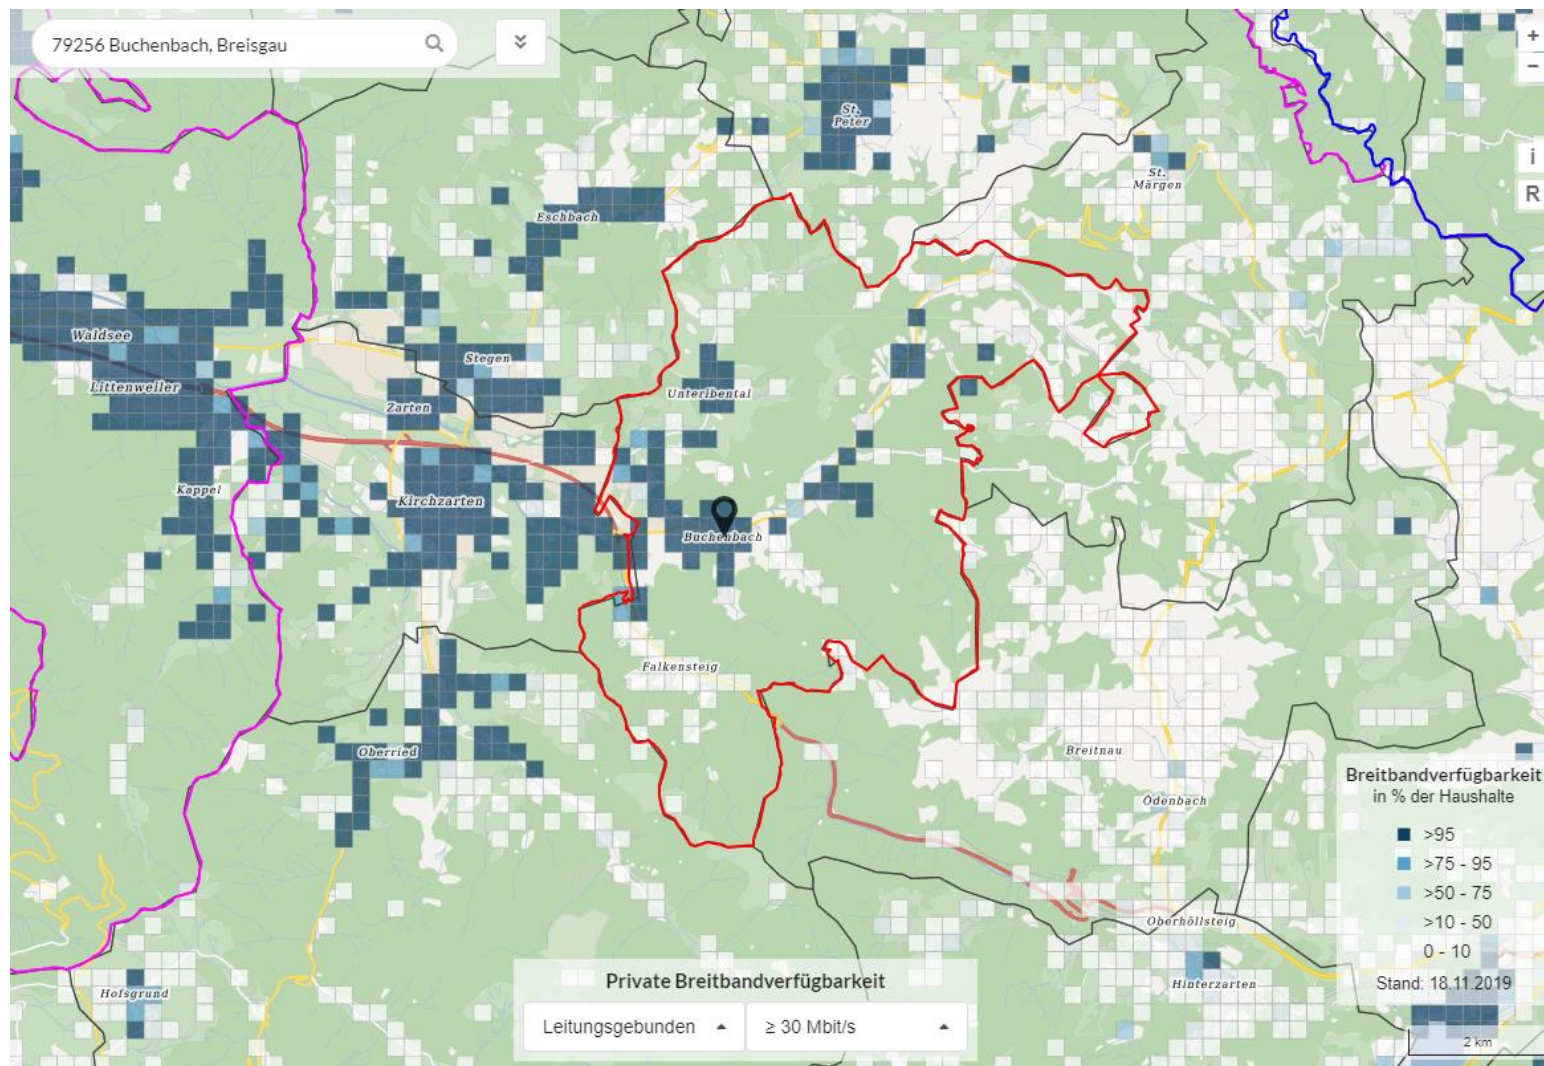 79256 Buchenbach, Breisgau
+
−
St.
Peter
i
St.
Märgen
R
Eschbach
Waldsee
Stegen
Littenweiler
Unteribental
Zarten
Kappel
Kirchzarten
Buchenbach
Falkensteig
Oberried
Breitnau
Ödenbach
Oberhöllsteig
Hinterzarten
Hofsgrund
Breitbandverfügbarkeit
in % der Haushalte
>95
>75 - 95
>50 - 75
>10 - 50
0 - 10
Stand: 18.11.2019
2 km
Private Breitbandverfügbarkeit
Leitungsgebunden
≥ 30 Mbit/s